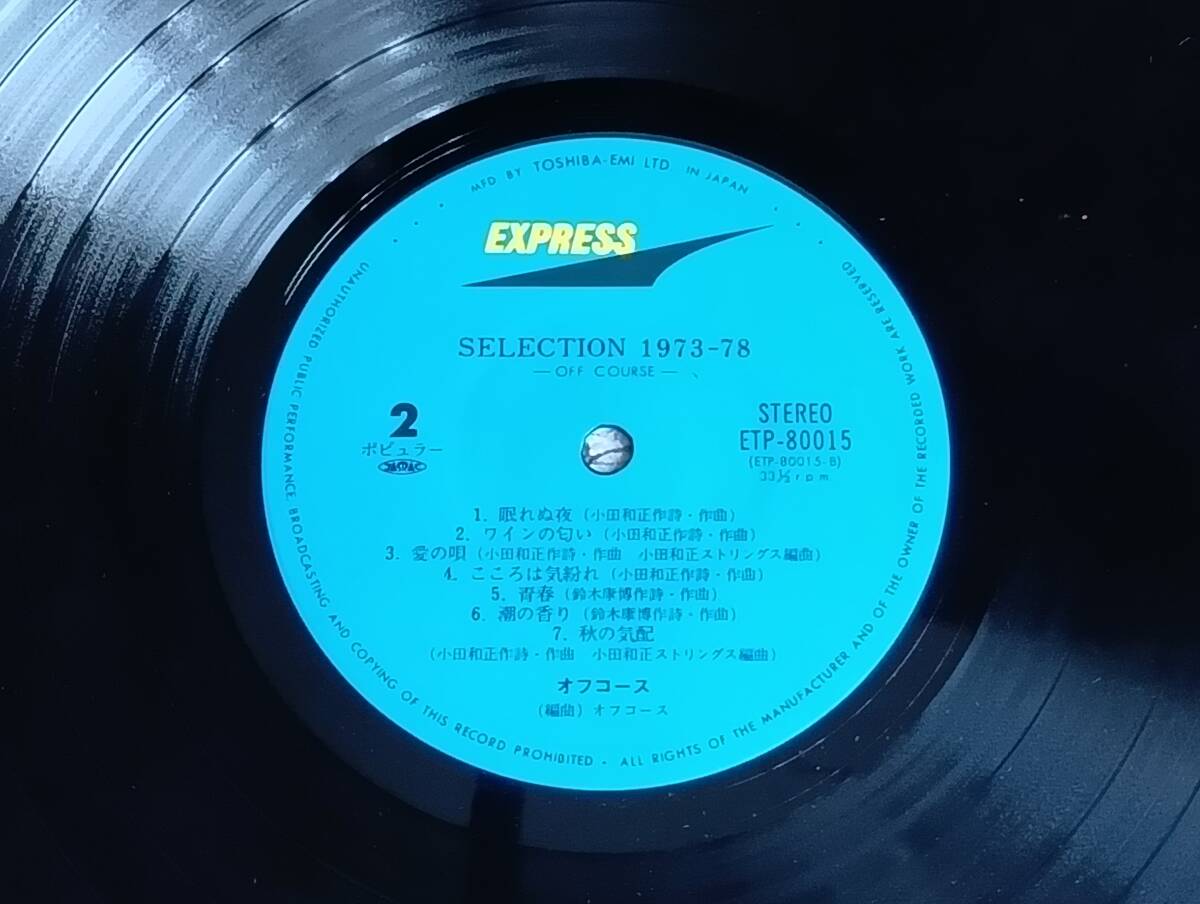 MFD BY TOSHIBA-EMI LTD. IN JAPAN
EXPRESS
SELECTION 1973-78
— OFF COURSE —
2
ポピュラー
JASRAC
STEREO
ETP-80015
(ETP-80015-B)
33⅓rpm
1. 眠れぬ夜 (小田和正作詩・作曲)
2. ワインの匂い (小田和正作詩・作曲)
3. 愛の唄 (小田和正作詩・作曲 小田和正ストリングス編曲)
4. こころは気紛れ (小田和正作詩・作曲)
5. 青春 (鈴木康博作詩・作曲)
6. 潮の香り (鈴木康博作詩・作曲)
7. 秋の気配
(小田和正作詩・作曲 小田和正ストリングス編曲)
オフコース
(編曲) オフコース
UNAUTHORIZED PUBLIC PERFORMANCE, BROADCASTING AND COPYING OF THIS RECORD PROHIBITED • ALL RIGHTS OF THE MANUFACTURER AND OF THE OWNER OF THE RECORDED WORK ARE RESERVED